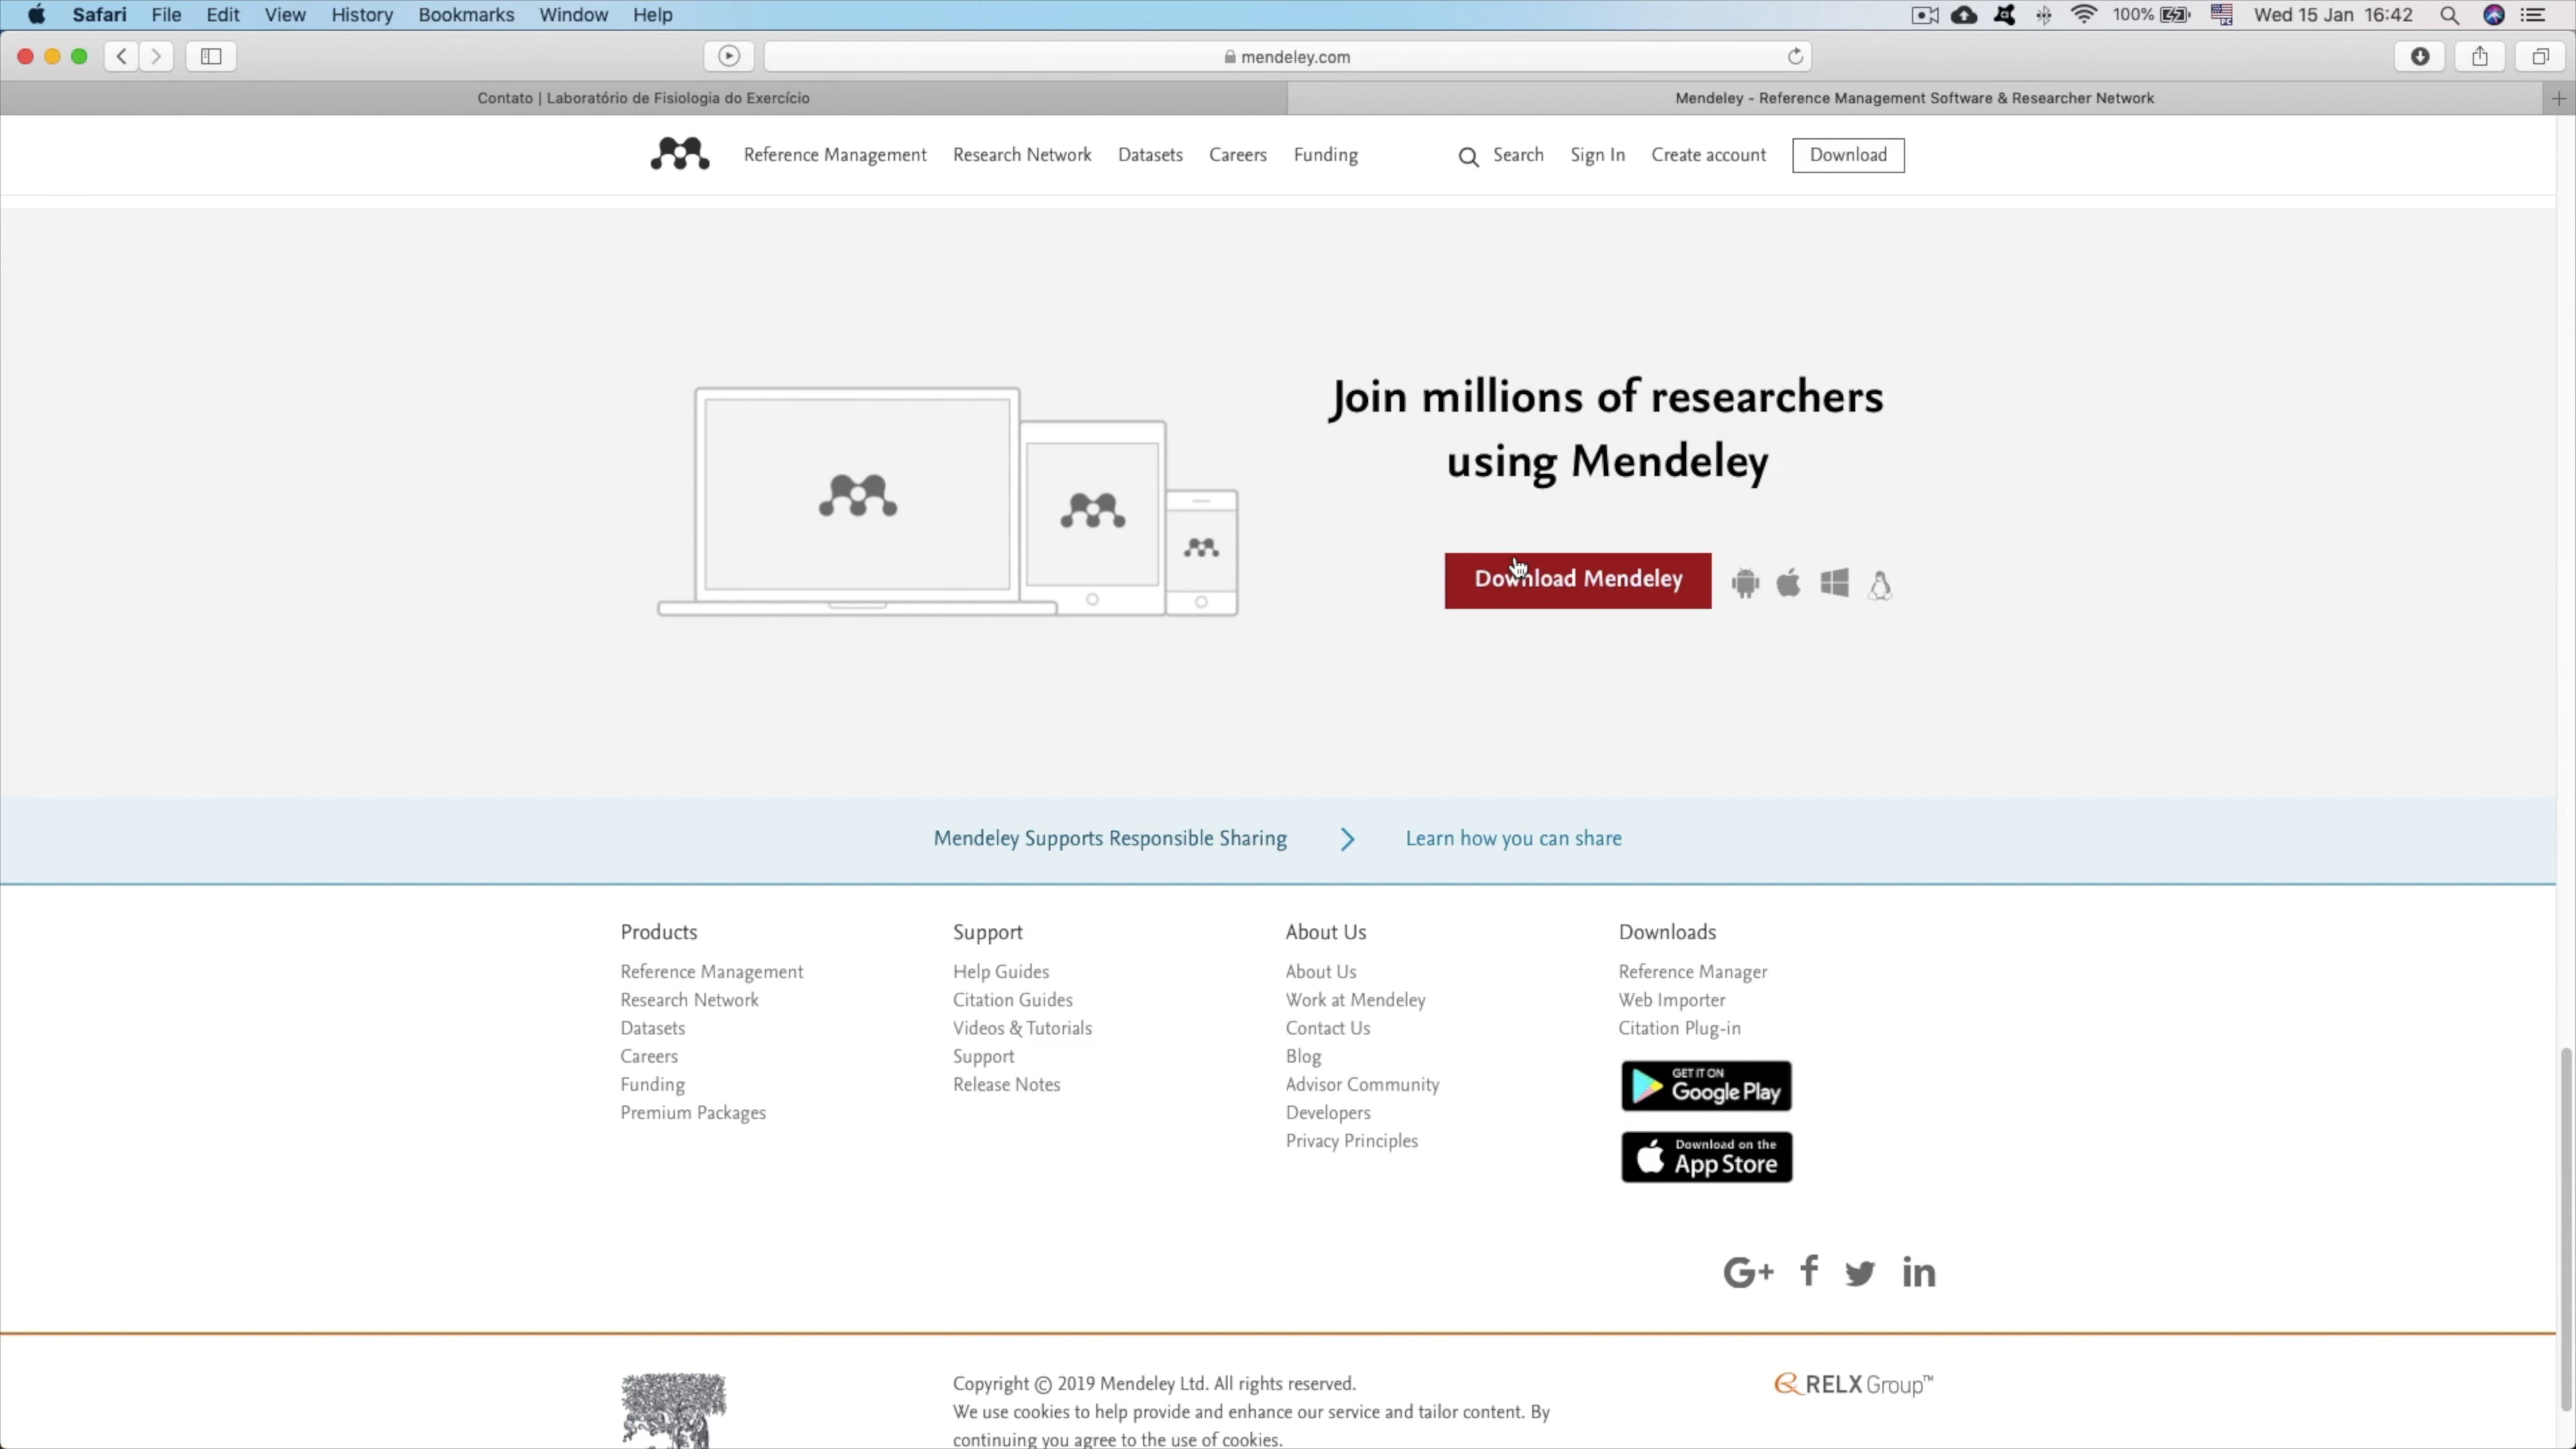 Safari File Edit View History Bookmarks Window Help 100% Wed 15 Jan 16:42
mendeley.com
Contato | Laboratório de Fisiologia do Exercício
Mendeley - Reference Management Software & Researcher Network
Reference Management Research Network Datasets Careers Funding Search Sign In Create account Download
Join millions of researchers
using Mendeley
Download Mendeley
Mendeley Supports Responsible Sharing
Learn how you can share
Products
Reference Management
Research Network
Datasets
Careers
Funding
Premium Packages
Support
Help Guides
Citation Guides
Videos & Tutorials
Support
Release Notes
About Us
About Us
Work at Mendeley
Contact Us
Blog
Advisor Community
Developers
Privacy Principles
Downloads
Reference Manager
Web Importer
Citation Plug-in
GET IT ON
Google Play
Download on the
App Store
G+ f in
Copyright © 2019 Mendeley Ltd. All rights reserved.
We use cookies to help provide and enhance our service and tailor content. By
continuing you agree to the use of cookies.
RELX Group™